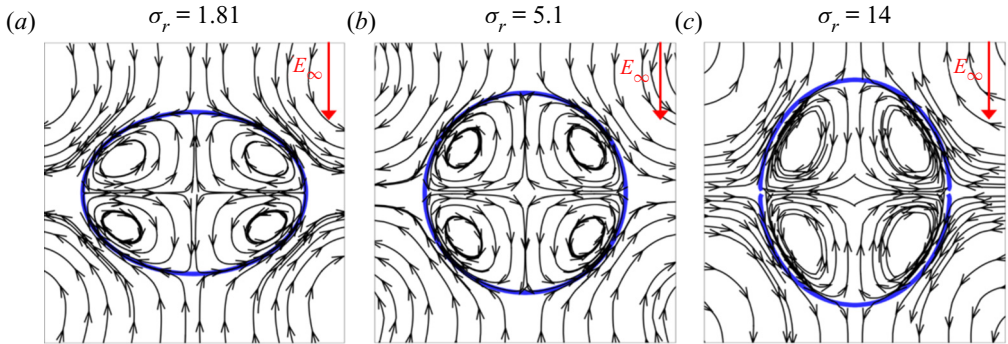 (a) σᵣ = 1.81
E∞
(b) σᵣ = 5.1
E∞
(c) σᵣ = 14
E∞